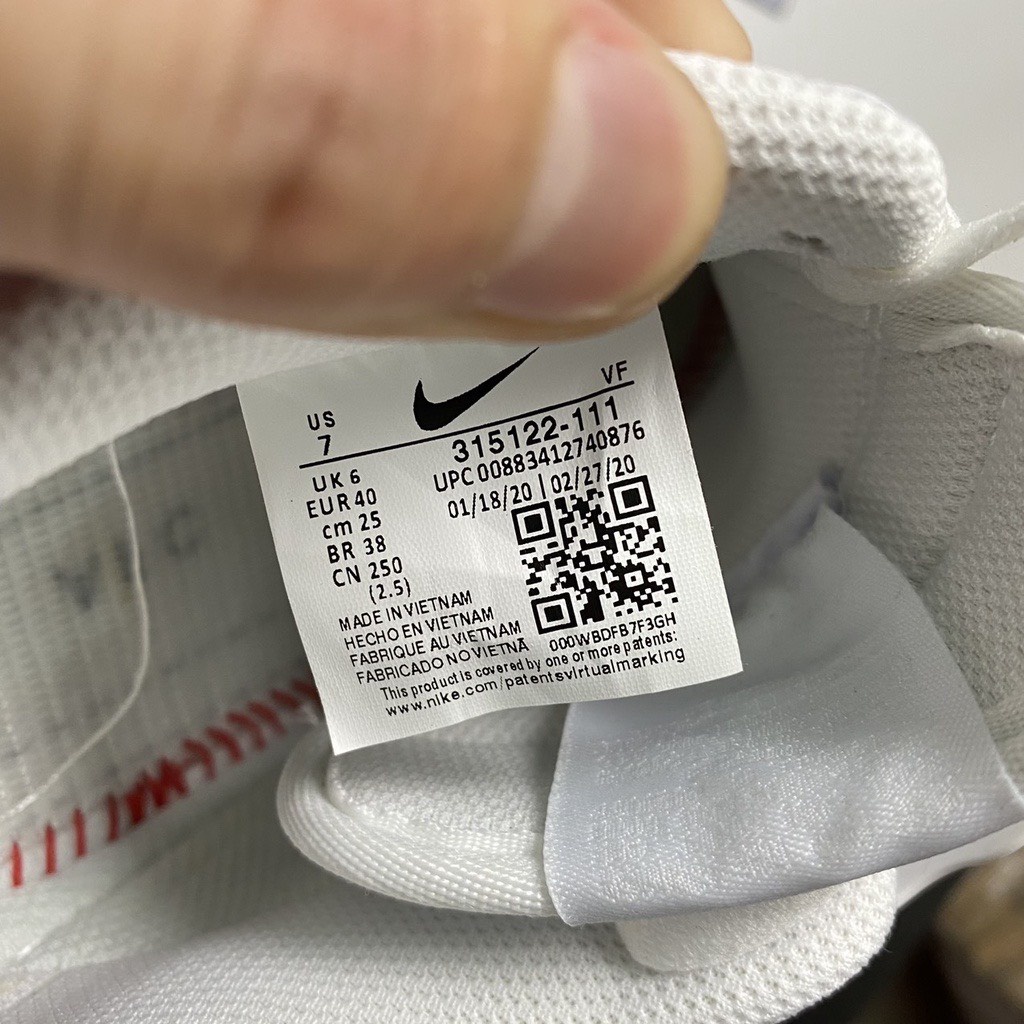 US
7
VF
315122-111
UPC 00883412740876
01/18/20 | 02/27/20
UK 6
EUR 40
cm 25
BR 38
CN 250
(2.5)
MADE IN VIETNAM
HECHO EN VIETNAM
FABRIQUE AU VIETNAM
FABRICADO NO VIETNÃ
000WBDFB7F3GH
This product is covered by one or more patents:
www.nike.com/patentsvirtualmarking